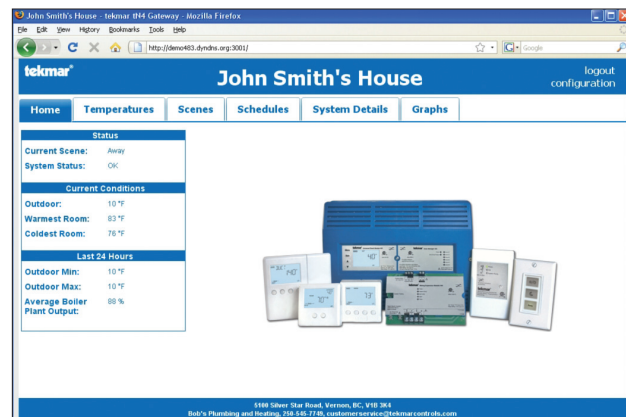 John Smith's House - tekmar tN4 Gateway - Mozilla Firefox
File Edit View History Bookmarks Tools Help
http://demo483.dyndns.org:3001/
Google
tekmar®
John Smith's House
logout
configuration
Home Temperatures Scenes Schedules System Details Graphs
Status
Current Scene: Away
System Status: OK
Current Conditions
Outdoor: 10 °F
Warmest Room: 83 °F
Coldest Room: 76 °F
Last 24 Hours
Outdoor Min: 10 °F
Outdoor Max: 10 °F
Average Boiler
Plant Output: 88 %
5100 Silver Star Road, Vernon, BC, V1B 3K4
Bob's Plumbing and Heating, 250-545-7749, customerservice@tekmarcontrols.com